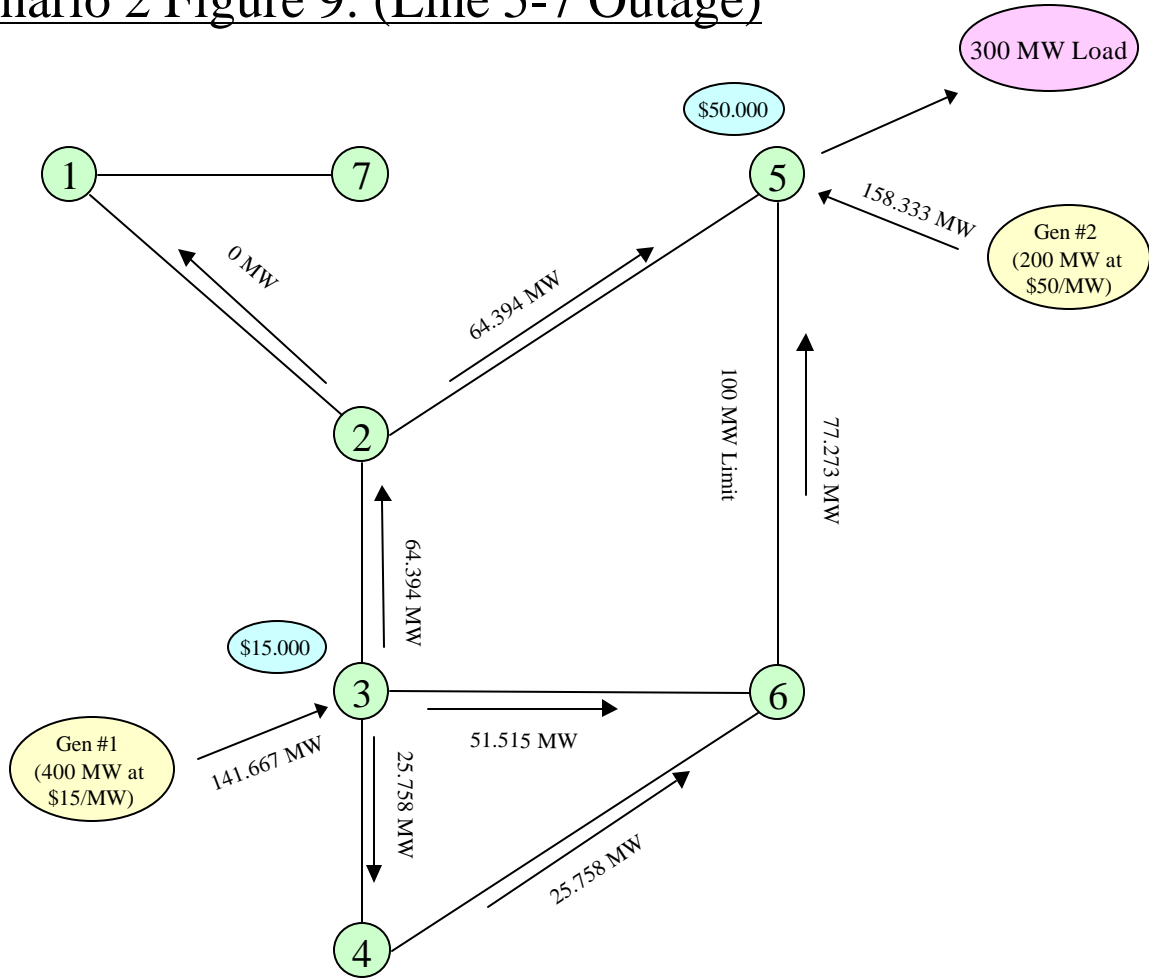 2 Figure 9. (Line 5-7 Outage)
300 MW Load
$50.000
1
7
5
158.333 MW
Gen #2
(200 MW at
$50/MW)
0 MW
64.394 MW
100 MW Limit
77.273 MW
2
64.394 MW
$15.000
3
6
51.515 MW
Gen #1
(400 MW at
$15/MW)
141.667 MW
25.758 MW
25.758 MW
4